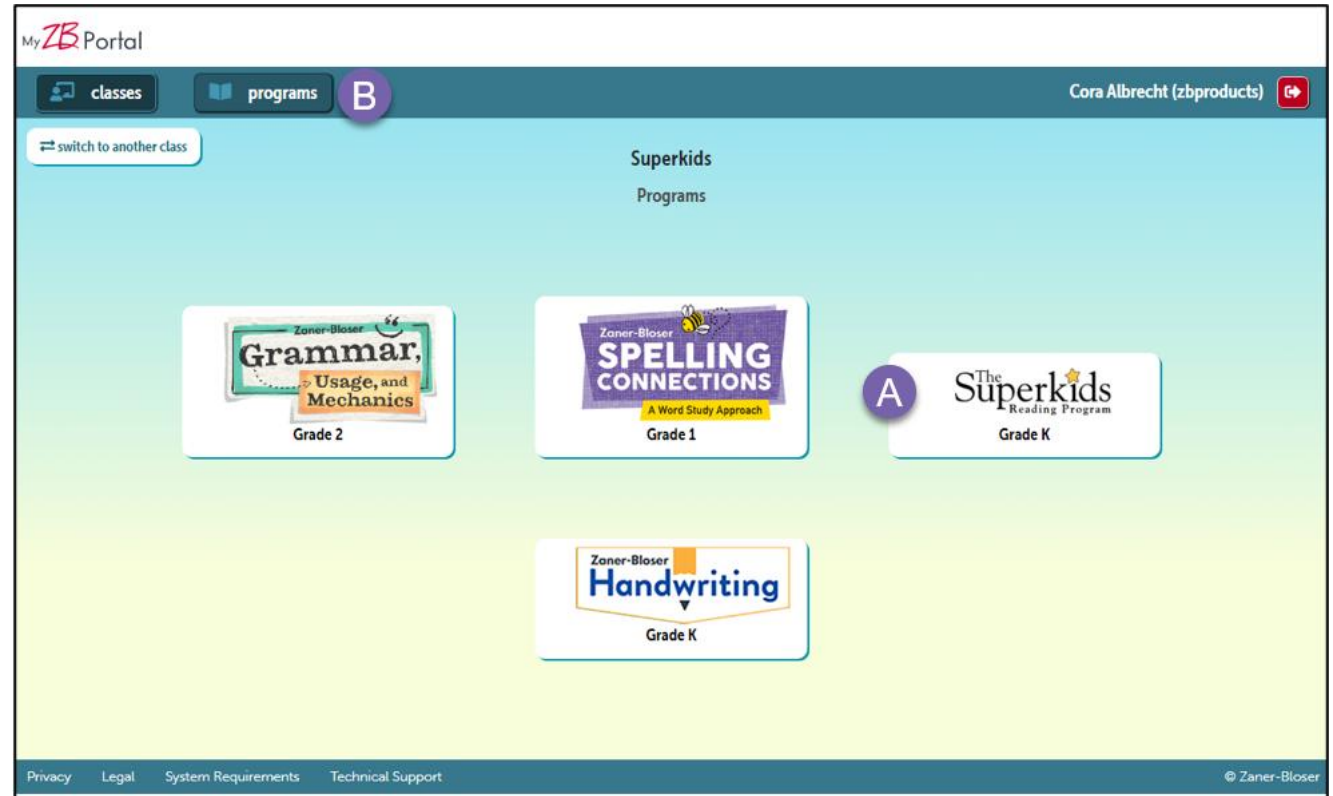 My ZB Portal
classes programs B Cora Albrecht (zbproducts)
switch to another class
Superkids
Programs
Zaner-Bloser
Grammar,
Usage, and
Mechanics
Grade 2
Zaner-Bloser
SPELLING
CONNECTIONS
A Word Study Approach
Grade 1
A
The
Superkids
Reading Program
Grade K
Zaner-Bloser
Handwriting
Grade K
Privacy Legal System Requirements Technical Support © Zaner-Bloser